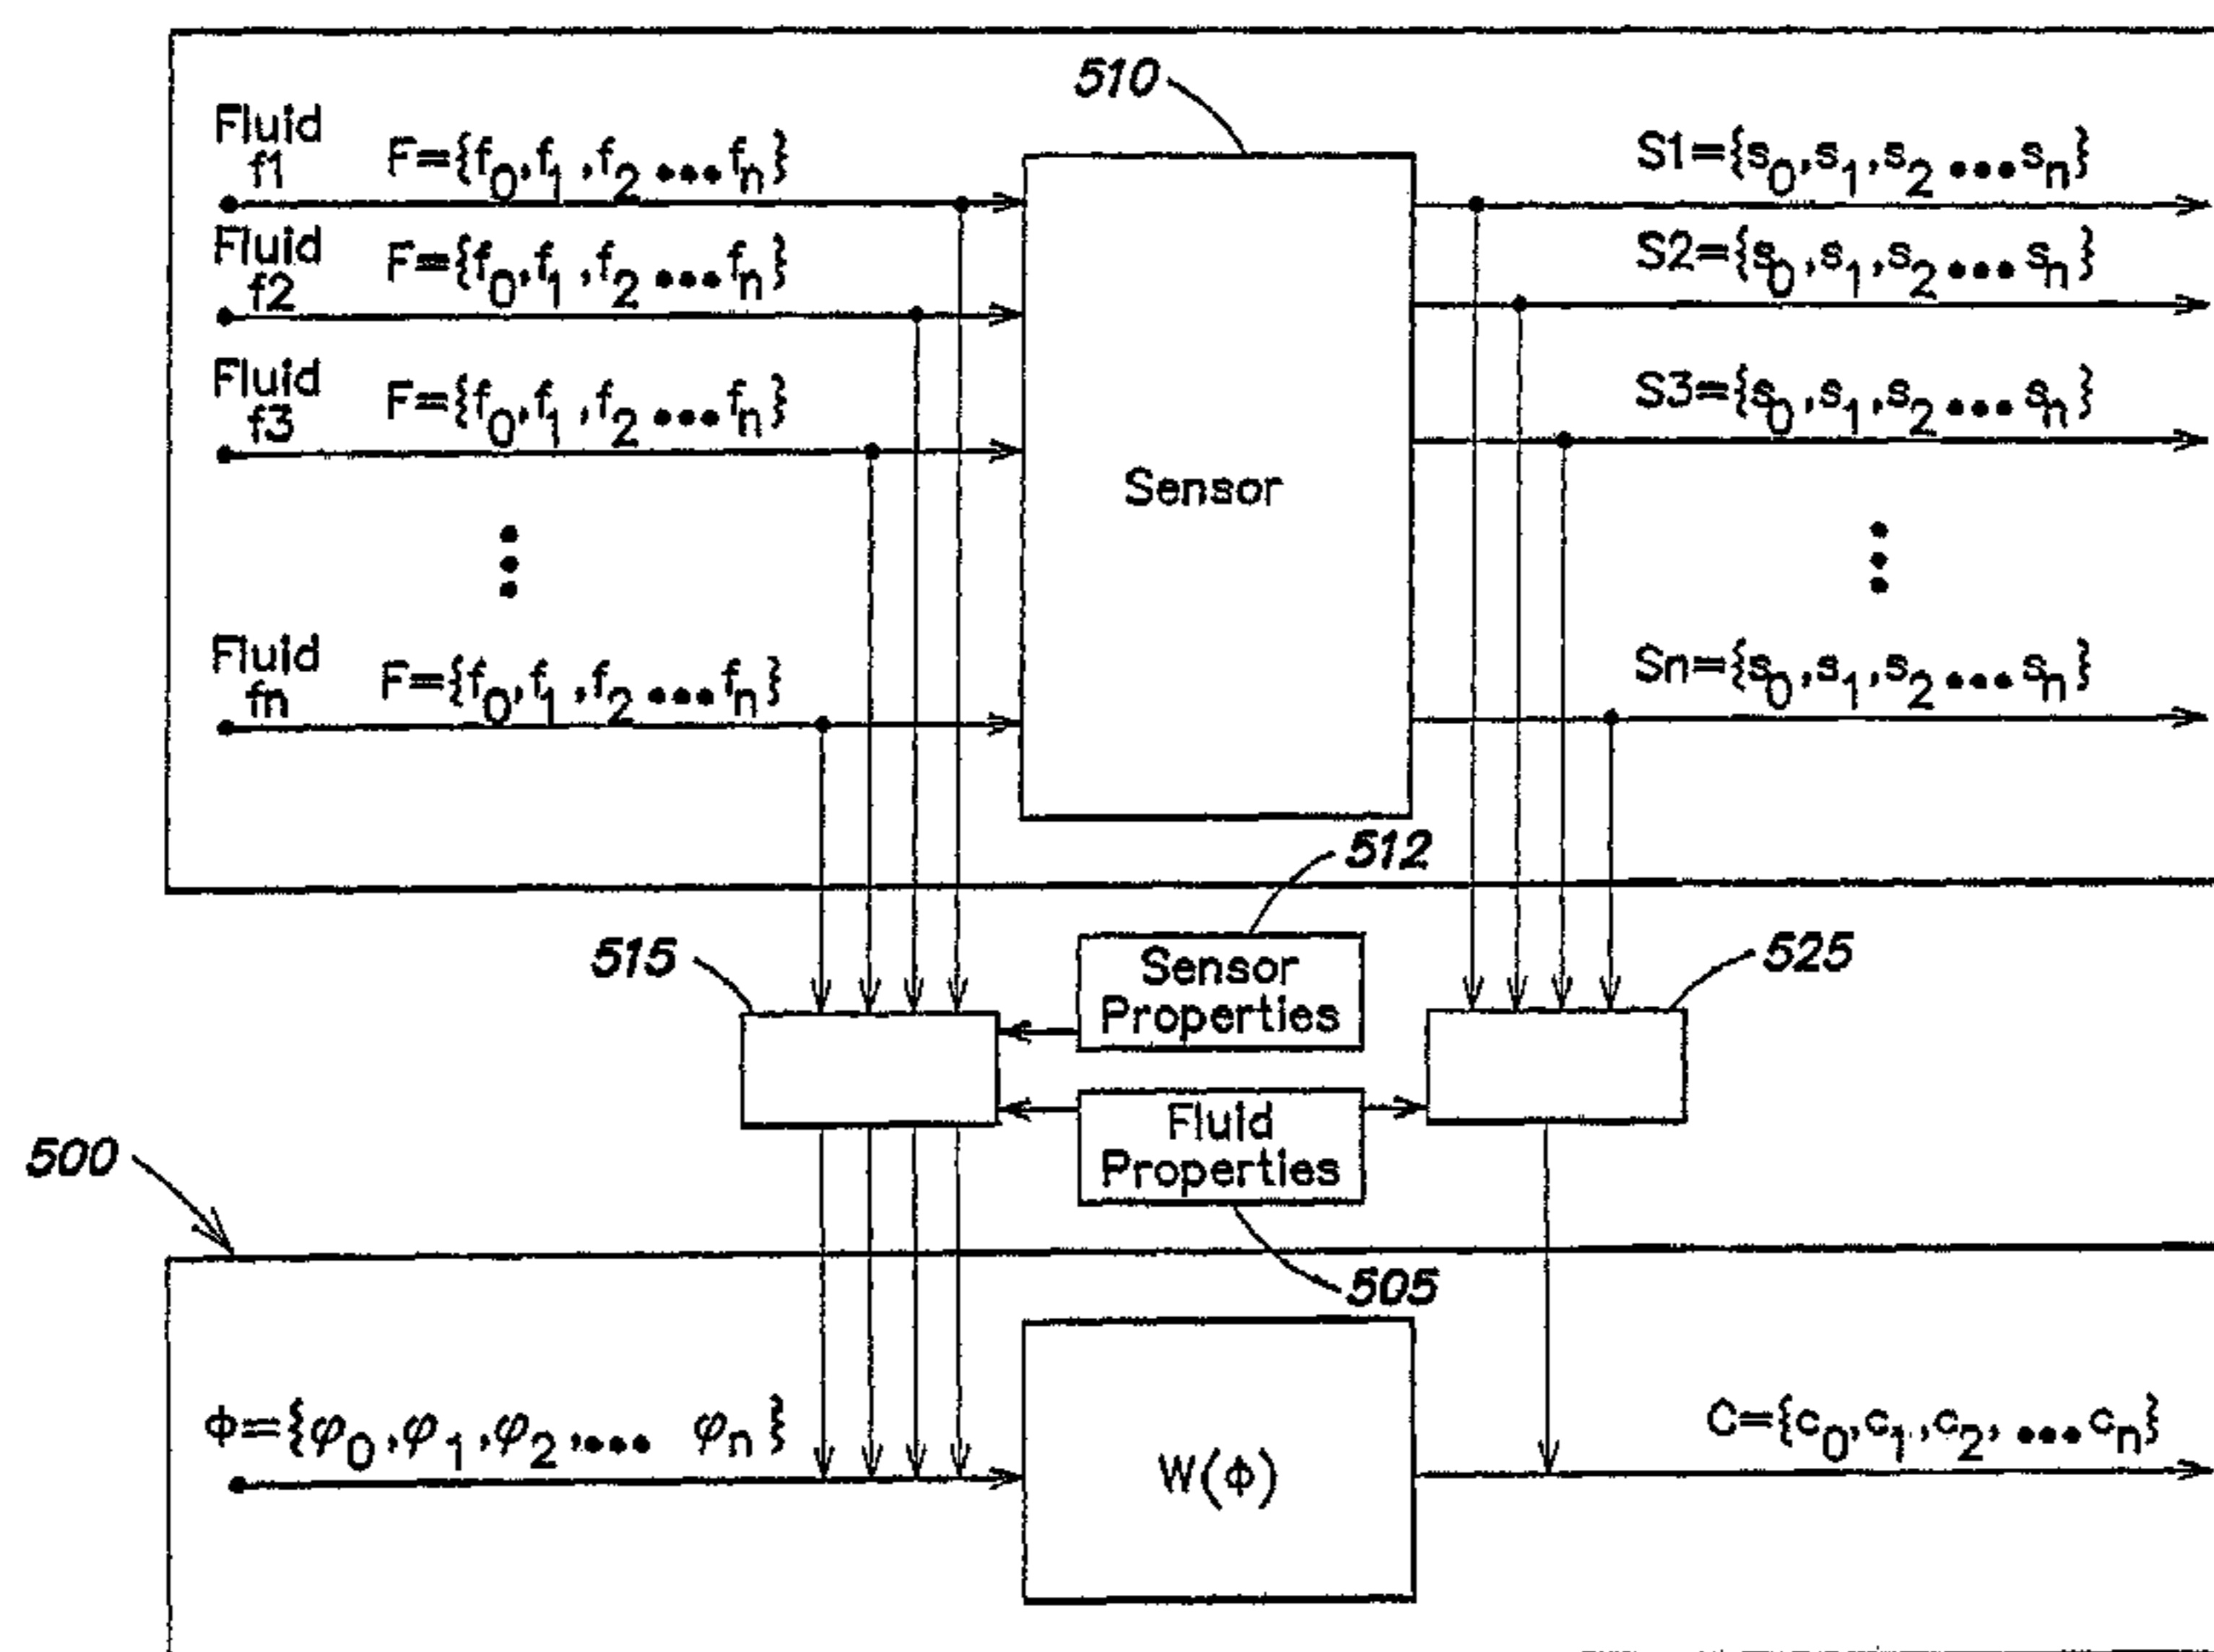 510
Fluid
f1
F={f₀,f₁,f₂•••fₙ}
S1={s₀,s₁,s₂•••sₙ}
Fluid
f2
F={f₀,f₁,f₂•••fₙ}
S2={s₀,s₁,s₂•••sₙ}
Fluid
f3
F={f₀,f₁,f₂•••fₙ}
S3={s₀,s₁,s₂•••sₙ}
Sensor
Fluid
fn
F={f₀,f₁,f₂•••fₙ}
Sn={s₀,s₁,s₂•••sₙ}
512
515
Sensor
Properties
525
Fluid
Properties
500
505
Φ={φ₀,φ₁,φ₂,••• φₙ}
W(Φ)
C={c₀,c₁,c₂,•••cₙ}